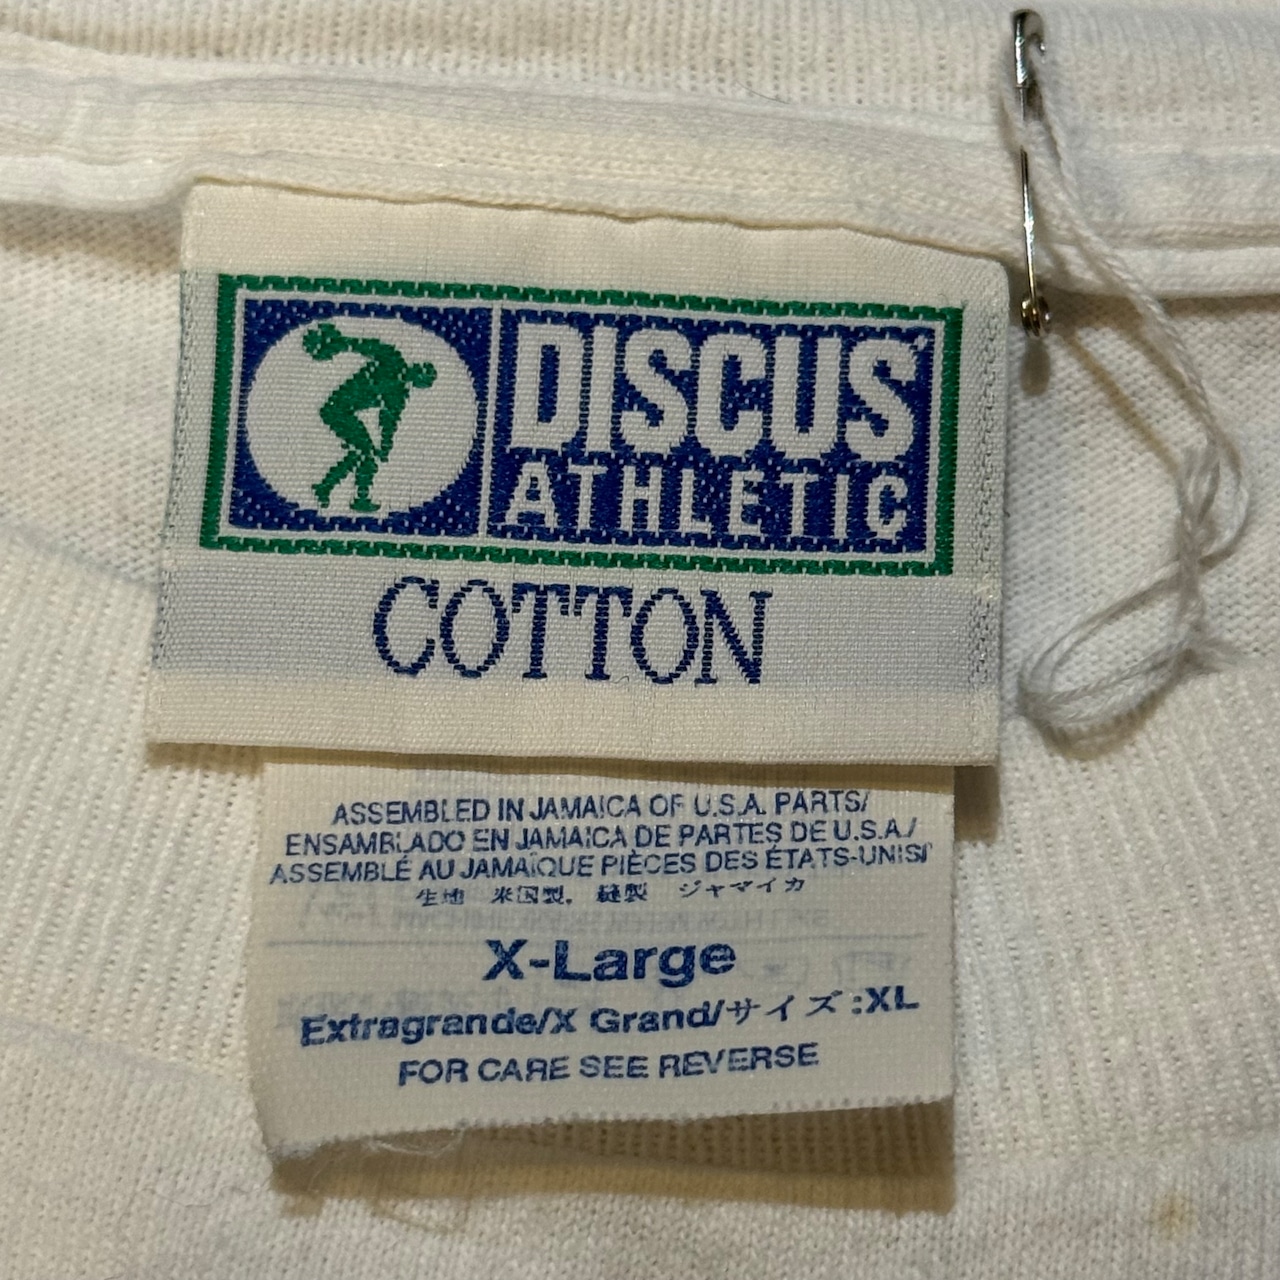 DISCUS
ATHLETIC
COTTON
ASSEMBLED IN JAMAICA OF U.S.A. PARTS/
ENSAMBLADO EN JAMAICA DE PARTES DE U.S.A./
ASSEMBLÉ AU JAMAÏQUE PIÈCES DES ÉTATS-UNIS/
生地 米国製. 縫製 ジャマイカ
X-Large
Extragrande/X Grand/サイズ:XL
FOR CARE SEE REVERSE